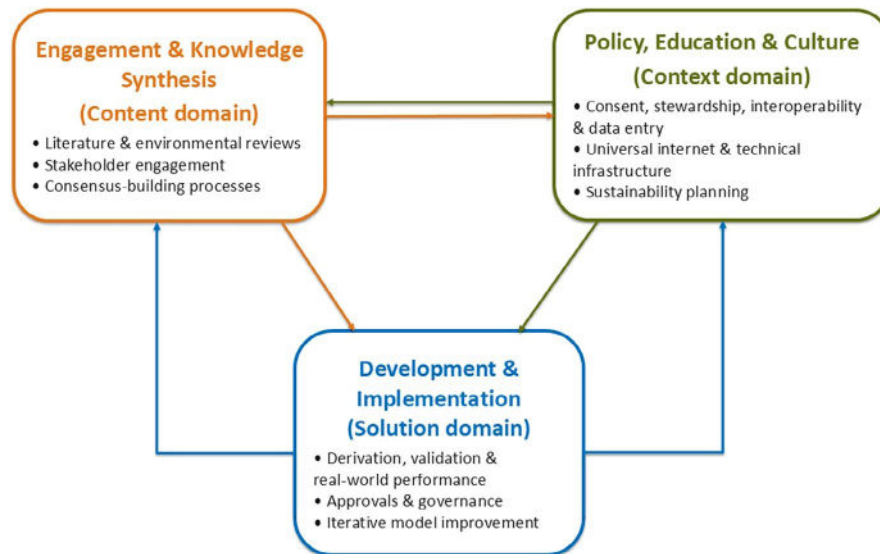 Engagement & Knowledge
Synthesis
(Content domain)
• Literature & environmental reviews
• Stakeholder engagement
• Consensus-building processes
Policy, Education & Culture
(Context domain)
• Consent, stewardship, interoperability
& data entry
• Universal internet & technical
infrastructure
• Sustainability planning
Development &
Implementation
(Solution domain)
• Derivation, validation &
real-world performance
• Approvals & governance
• Iterative model improvement